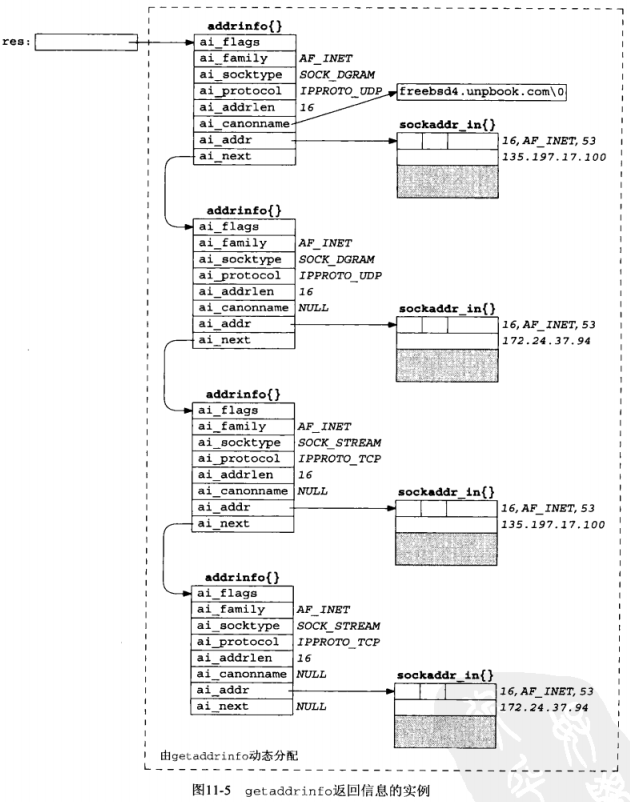 addrinfo{}
res:
ai_flags
ai_family AF_INET
ai_socktype SOCK_DGRAM
ai_protocol IPPROTO_UDP freebsd4.unpbook.com\0
ai_addrlen 16
ai_canonname sockaddr_in{}
ai_addr 16,AF_INET,53
ai_next 135.197.17.100
addrinfo{}
ai_flags
ai_family AF_INET
ai_socktype SOCK_DGRAM
ai_protocol IPPROTO_UDP
ai_addrlen 16
ai_canonname NULL sockaddr_in{}
ai_addr 16,AF_INET,53
ai_next 172.24.37.94
addrinfo{}
ai_flags
ai_family AF_INET
ai_socktype SOCK_STREAM
ai_protocol IPPROTO_TCP
ai_addrlen 16
ai_canonname NULL sockaddr_in{}
ai_addr 16,AF_INET,53
ai_next 135.197.17.100
addrinfo{}
ai_flags
ai_family AF_INET
ai_socktype SOCK_STREAM
ai_protocol IPPROTO_TCP
ai_addrlen 16
ai_canonname NULL sockaddr_in{}
ai_addr 16,AF_INET,53
ai_next NULL 172.24.37.94
由getaddrinfo动态分配
图11-5 getaddrinfo返回信息的实例